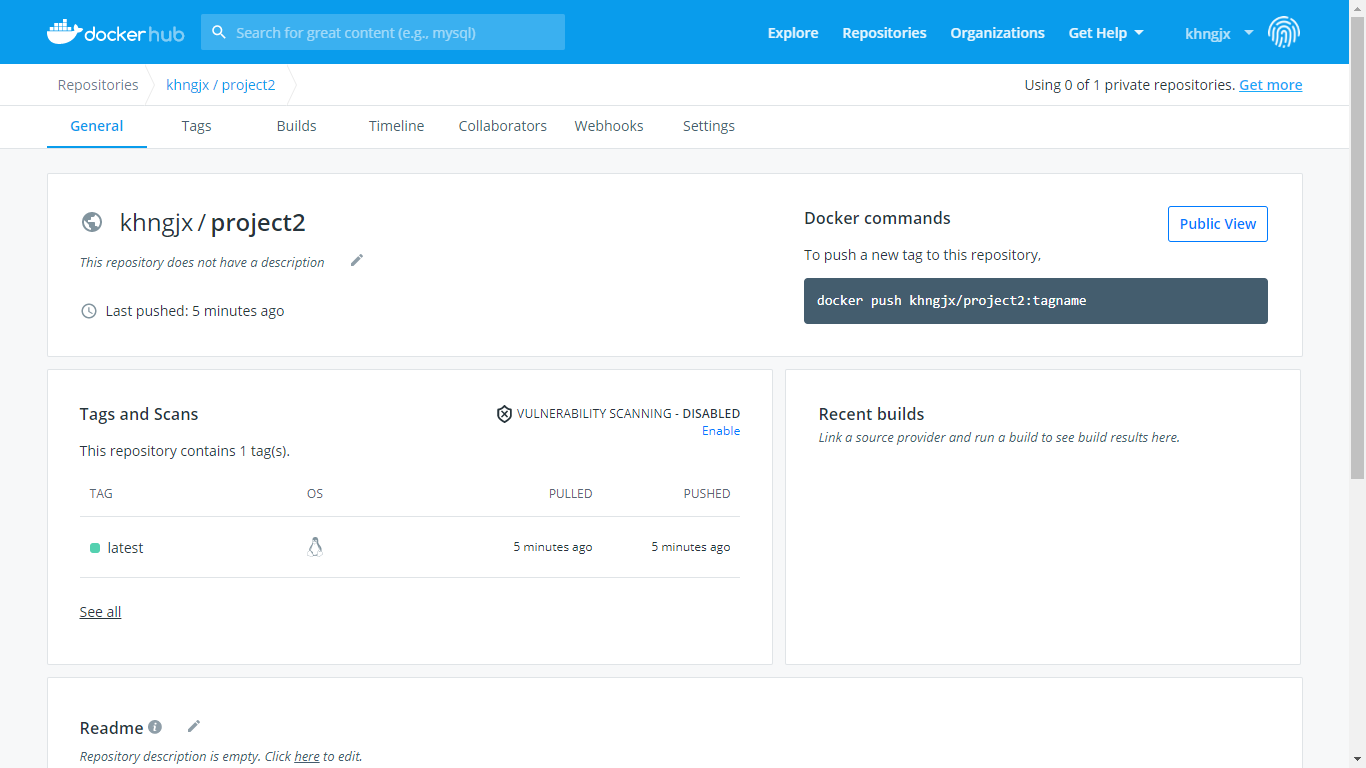 docker hub Search for great content (e.g., mysql) Explore Repositories Organizations Get Help khngjx
Repositories khngjx / project2 Using 0 of 1 private repositories. Get more
General Tags Builds Timeline Collaborators Webhooks Settings
khngjx / project2
This repository does not have a description
Last pushed: 5 minutes ago
Docker commands
Public View
To push a new tag to this repository,
docker push khngjx/project2:tagname
Tags and Scans
VULNERABILITY SCANNING - DISABLED
Enable
This repository contains 1 tag(s).
TAG OS PULLED PUSHED
latest 5 minutes ago 5 minutes ago
See all
Recent builds
Link a source provider and run a build to see build results here.
Readme
Repository description is empty. Click here to edit.